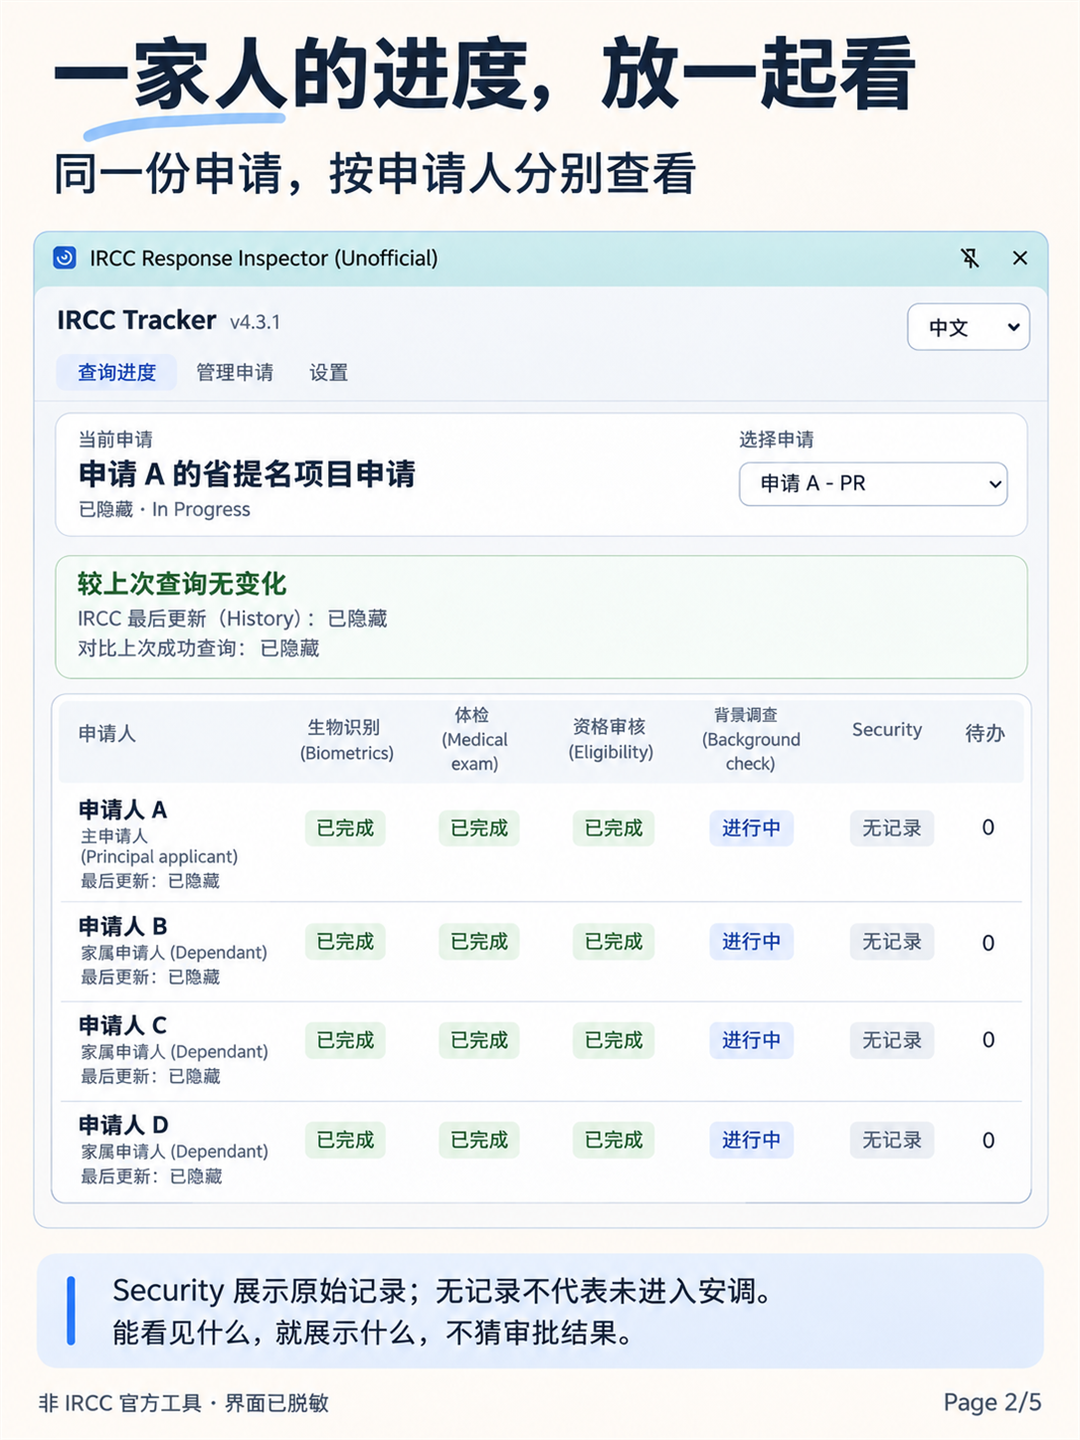 一家人的进度，放一起看
同一份申请，按申请人分别查看
IRCC Response Inspector (Unofficial)
IRCC Tracker v4.3.1
中文
查询进度 管理申请 设置
当前申请
申请 A 的省提名项目申请
已隐藏 · In Progress
选择申请
申请 A - PR
较上次查询无变化
IRCC 最后更新（History）：已隐藏
对比上次成功查询：已隐藏
申请人
生物识别
(Biometrics)
体检
(Medical
exam)
资格审核
(Eligibility)
背景调查
(Background
check)
Security
待办
申请人 A
主申请人
(Principal applicant)
最后更新：已隐藏
已完成 已完成 已完成 进行中 无记录 0
申请人 B
家属申请人 (Dependant)
最后更新：已隐藏
已完成 已完成 已完成 进行中 无记录 0
申请人 C
家属申请人 (Dependant)
最后更新：已隐藏
已完成 已完成 已完成 进行中 无记录 0
申请人 D
家属申请人 (Dependant)
最后更新：已隐藏
已完成 已完成 已完成 进行中 无记录 0
Security 展示原始记录；无记录不代表未进入安调。
能看见什么，就展示什么，不猜审批结果。
非 IRCC 官方工具 · 界面已脱敏
Page 2/5